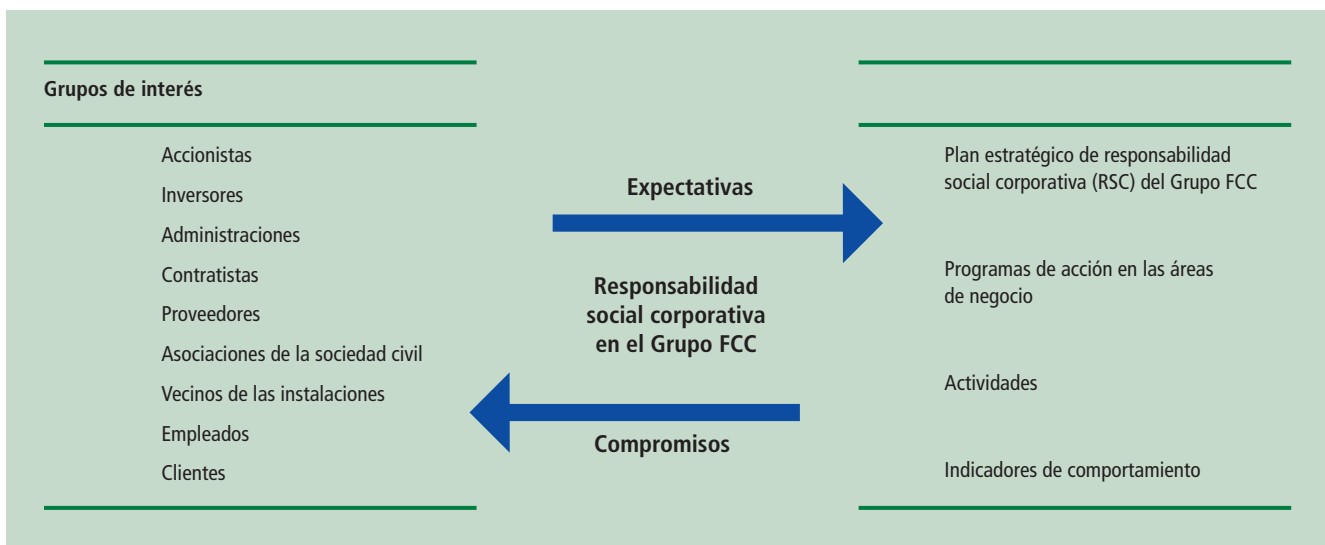 Grupos de interés
Accionistas
Inversores
Administraciones
Contratistas
Proveedores
Asociaciones de la sociedad civil
Vecinos de las instalaciones
Empleados
Clientes
Expectativas
Responsabilidad
social corporativa
en el Grupo FCC
Compromisos
Plan estratégico de responsabilidad
social corporativa (RSC) del Grupo FCC
Programas de acción en las áreas
de negocio
Actividades
Indicadores de comportamiento